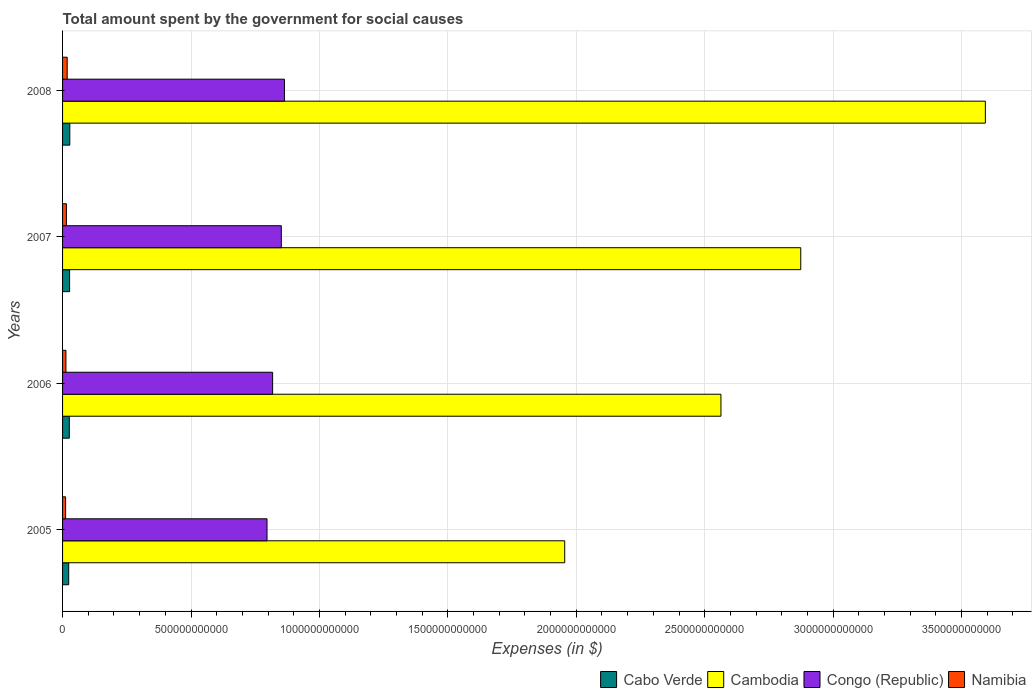 Total amount spent by the government for social causes
2008
2007
2006
2005
Years
0
500000000000
1000000000000
1500000000000
2000000000000
2500000000000
3000000000000
3500000000000
Expenses (in $)
Cabo Verde
Cambodia
Congo (Republic)
Namibia